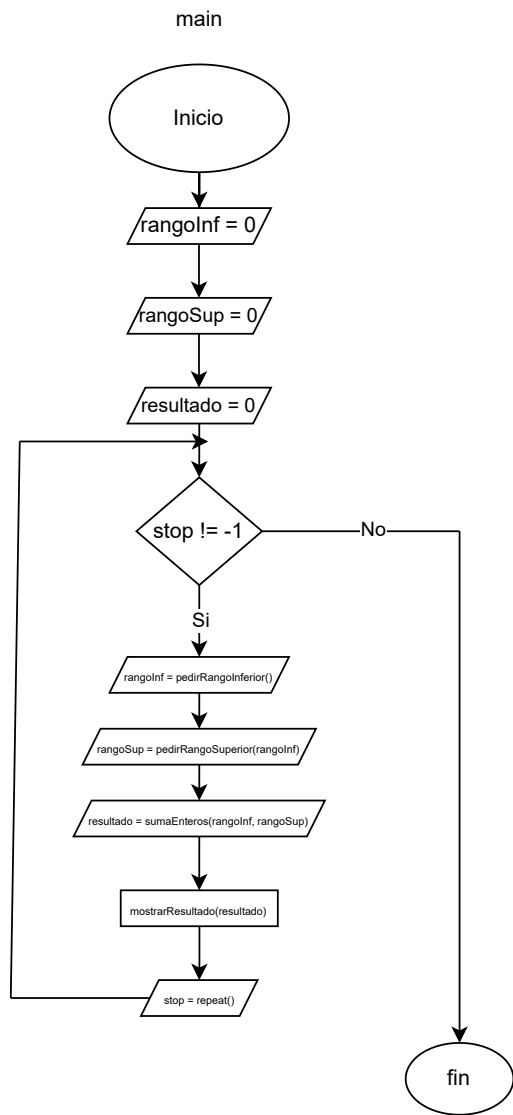 main
Inicio
rangoInf = 0
rangoSup = 0
resultado = 0
stop != -1
No
Si
rangoInf = pedirRangoInferior()
rangoSup = pedirRangoSuperior(rangoInf)
resultado = sumaEnteros(rangoInf, rangoSup)
mostrarResultado(resultado)
stop = repeat()
fin